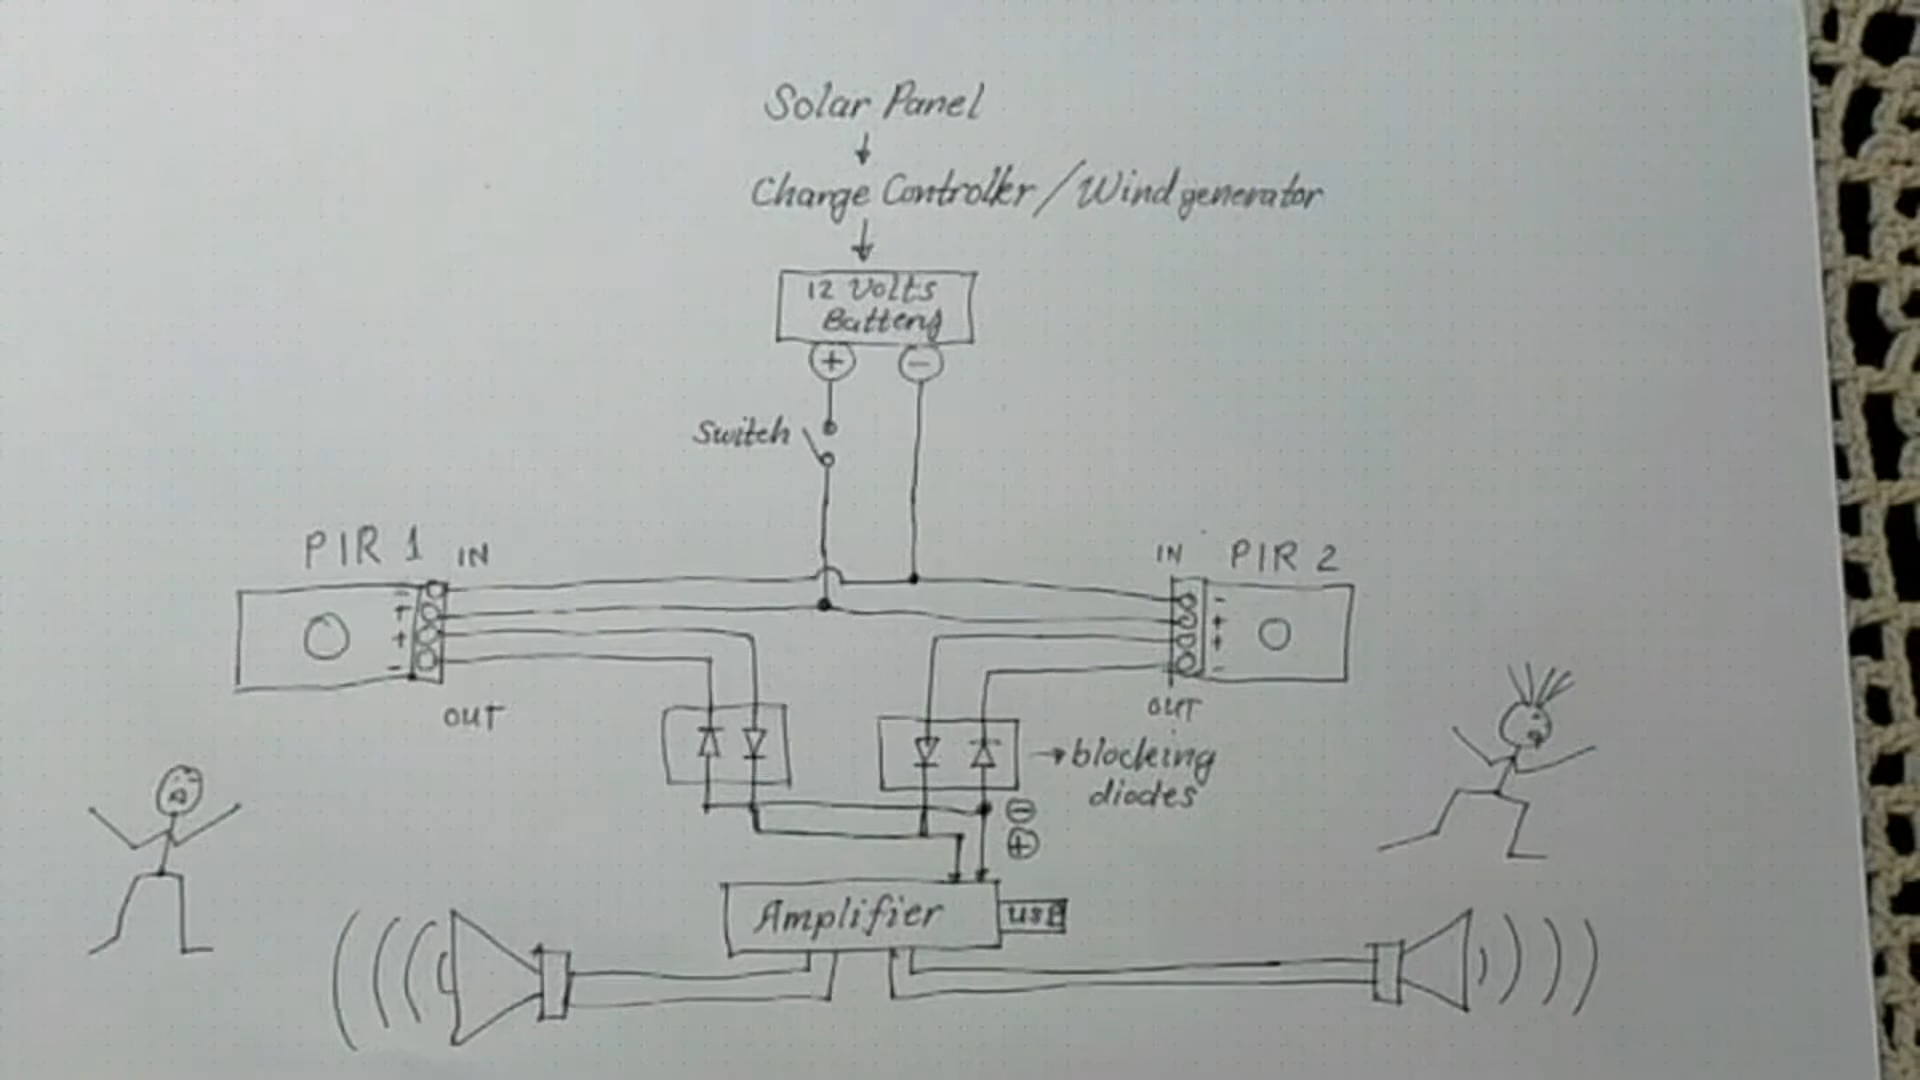 Solar Panel
Charge Controller/Wind generator
12 Volts
Battery
+ -
Switch
PIR 1 IN
IN PIR 2
-
+
+
-
-
+
+
-
OUT
OUT
→blocking
diodes
-
+
Amplifier
USB